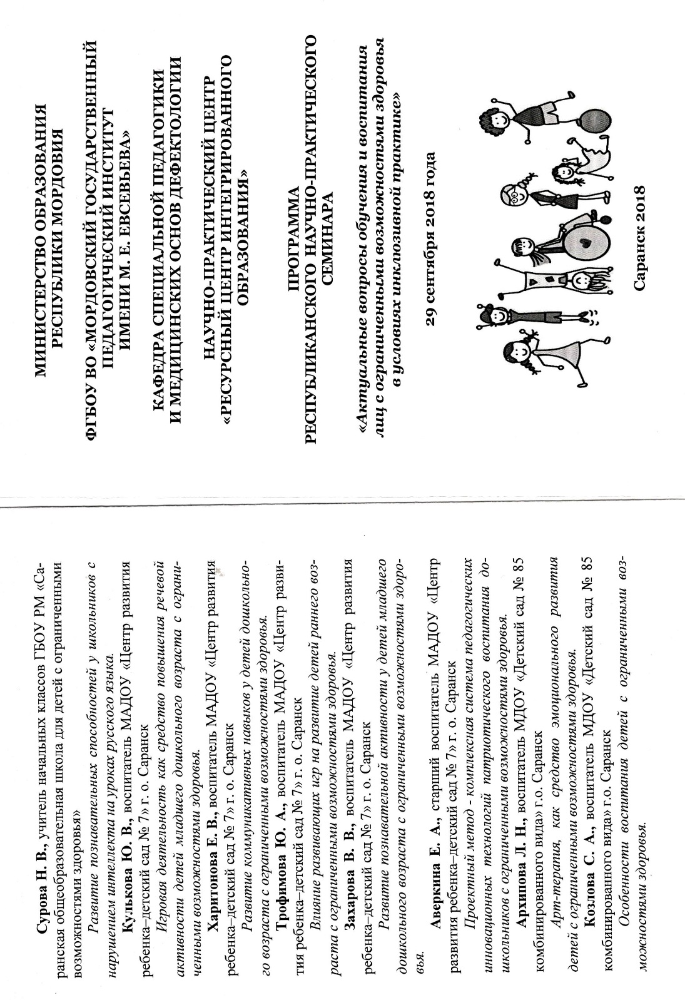 Сурова Н. В., учитель начальных классов ГБОУ РМ «Са-
ранская общеобразовательная школа для детей с ограниченными
возможностями здоровья»
Развитие познавательных способностей у школьников с
нарушением интеллекта на уроках русского языка.
Кулькова Ю. В., воспитатель МАДОУ «Центр развития
ребенка–детский сад № 7» г. о. Саранск
Игровая деятельность как средство повышения речевой
активности детей младшего дошкольного возраста с ограни-
ченными возможностями здоровья.
Харитонова Е. В., воспитатель МАДОУ «Центр развития
ребенка–детский сад № 7» г. о. Саранск
Развитие коммуникативных навыков у детей дошкольно-
го возраста с ограниченными возможностями здоровья.
Трофимова Ю. А., воспитатель МАДОУ «Центр разви-
тия ребенка–детский сад № 7» г. о. Саранск
Влияние развивающих игр на развитие детей раннего воз-
раста с ограниченными возможностями здоровья.
Захарова В. В., воспитатель МАДОУ «Центр развития
ребенка–детский сад № 7» г. о. Саранск
Развитие познавательной активности у детей младшего
дошкольного возраста с ограниченными возможностями здоро-
вья.
Аверкина Е. А., старший воспитатель МАДОУ «Центр
развития ребенка–детский сад № 7» г. о. Саранск
Проектный метод - комплексная система педагогических
инновационных технологий патриотического воспитания до-
школьников с ограниченными возможностями здоровья.
Архипова Л. Н., воспитатель МДОУ «Детский сад № 85
комбинированного вида» г.о. Саранск
Арт-терапия, как средство эмоционального развития
детей с ограниченными возможностями здоровья.
Козлова С. А., воспитатель МДОУ «Детский сад № 85
комбинированного вида» г.о. Саранск
Особенности воспитания детей с ограниченными воз-
можностями здоровья.
МИНИСТЕРСТВО ОБРАЗОВАНИЯ
РЕСПУБЛИКИ МОРДОВИЯ
ФГБОУ ВО «МОРДОВСКИЙ ГОСУДАРСТВЕННЫЙ
ПЕДАГОГИЧЕСКИЙ ИНСТИТУТ
ИМЕНИ М. Е. ЕВСЕВЬЕВА»
КАФЕДРА СПЕЦИАЛЬНОЙ ПЕДАГОГИКИ
И МЕДИЦИНСКИХ ОСНОВ ДЕФЕКТОЛОГИИ
НАУЧНО-ПРАКТИЧЕСКИЙ ЦЕНТР
«РЕСУРСНЫЙ ЦЕНТР ИНТЕГРИРОВАННОГО
ОБРАЗОВАНИЯ»
ПРОГРАММА
РЕСПУБЛИКАНСКОГО НАУЧНО-ПРАКТИЧЕСКОГО
СЕМИНАРА
«Актуальные вопросы обучения и воспитания
лиц с ограниченными возможностями здоровья
в условиях инклюзивной практике»
29 сентября 2018 года
Саранск 2018